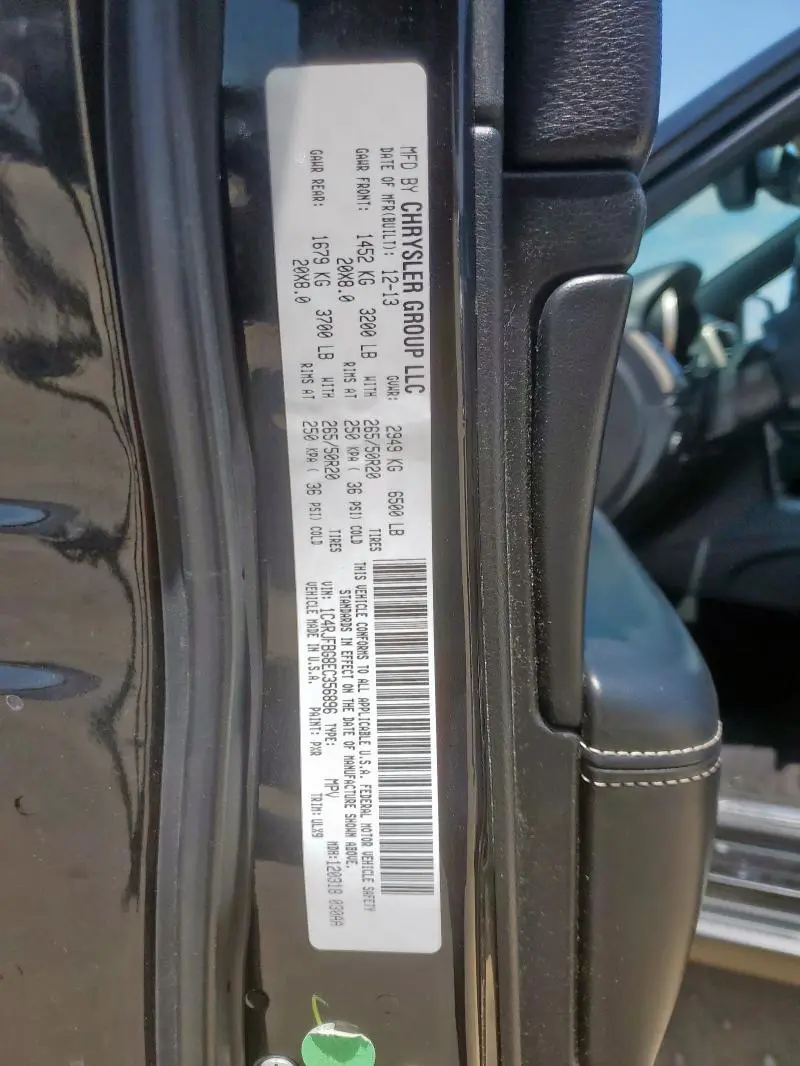 MFD BY CHRYSLER GROUP LLC
DATE OF MFR(BUILT): 12-13 GVWR: 2949 KG 6500 LB
GAWR FRONT: 1452 KG 3200 LB WITH 265/50R20 TIRES
20X8.0 RIMS AT 250 KPA ( 36 PSI) COLD
GAWR REAR: 1679 KG 3700 LB WITH 265/50R20 TIRES
20X8.0 RIMS AT 250 KPA ( 36 PSI) COLD
THIS VEHICLE CONFORMS TO ALL APPLICABLE U.S.A. FEDERAL MOTOR VEHICLE SAFETY
STANDARDS IN EFFECT ON THE DATE OF MANUFACTURE SHOWN ABOVE.
VIN: 1C4RJFBG8EC356896 TYPE: MPV MDH:120318 0304A
VEHICLE MADE IN U.S.A. PAINT: PXR TRIM: ULX9